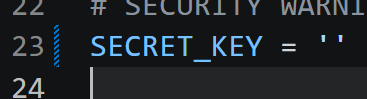 22 # SECURITY WARNI
23 SECRET_KEY = ''
24